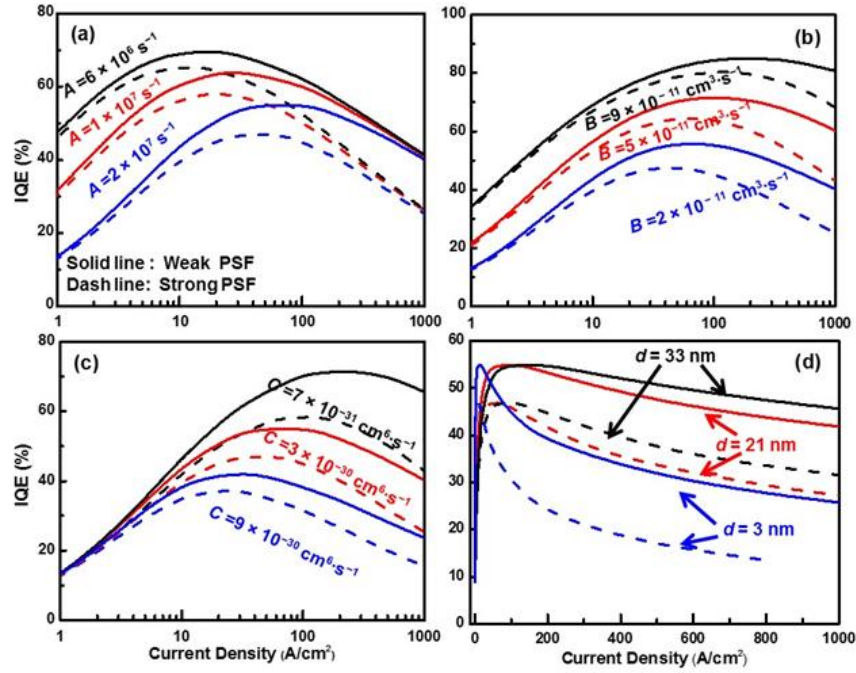 (a)
80
60
40
20
0
IQE (%)
A = 6 × 10⁶ s⁻¹
A = 1 × 10⁷ s⁻¹
A = 2 × 10⁷ s⁻¹
Solid line : Weak PSF
Dash line: Strong PSF
1 10 100 1000
(b)
100
80
60
40
20
0
B = 9 × 10⁻¹¹ cm³·s⁻¹
B = 5 × 10⁻¹¹ cm³·s⁻¹
B = 2 × 10⁻¹¹ cm³·s⁻¹
1 10 100 1000
(c)
80
60
40
20
0
IQE (%)
C =7 × 10⁻³¹ cm⁶·s⁻¹
C =3 × 10⁻³⁰ cm⁶·s⁻¹
C =9 × 10⁻³⁰ cm⁶·s⁻¹
1 10 100 1000
Current Density (A/cm²)
(d)
60
50
40
30
20
10
d = 33 nm
d = 21 nm
d = 3 nm
0 200 400 600 800 1000
Current Density (A/cm²)